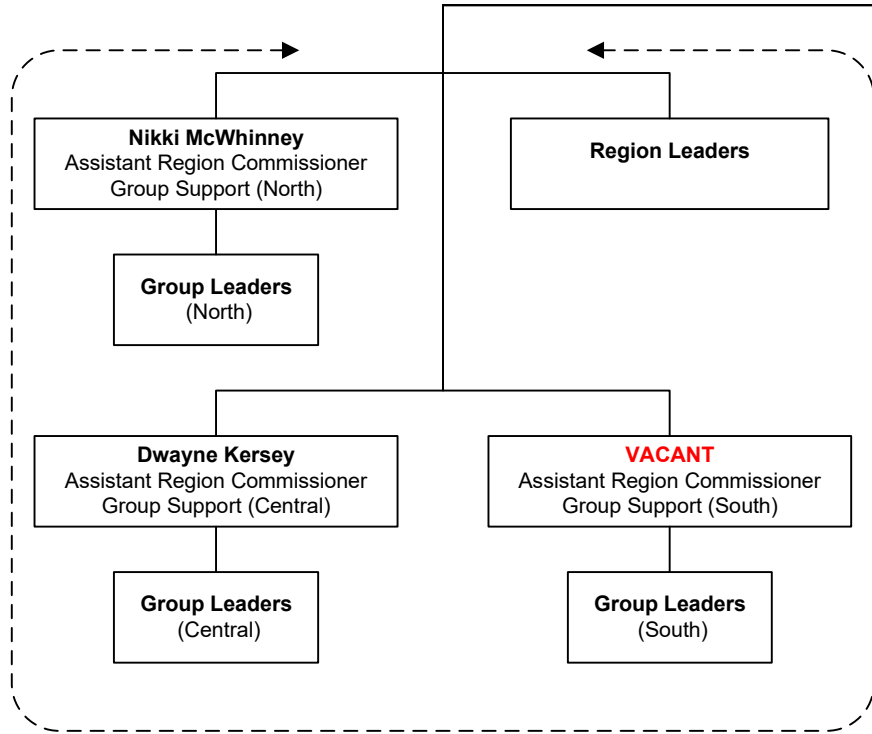 Nikki McWhinney
Assistant Region Commissioner
Group Support (North)
Region Leaders
Group Leaders
(North)
Dwayne Kersey
Assistant Region Commissioner
Group Support (Central)
VACANT
Assistant Region Commissioner
Group Support (South)
Group Leaders
(Central)
Group Leaders
(South)